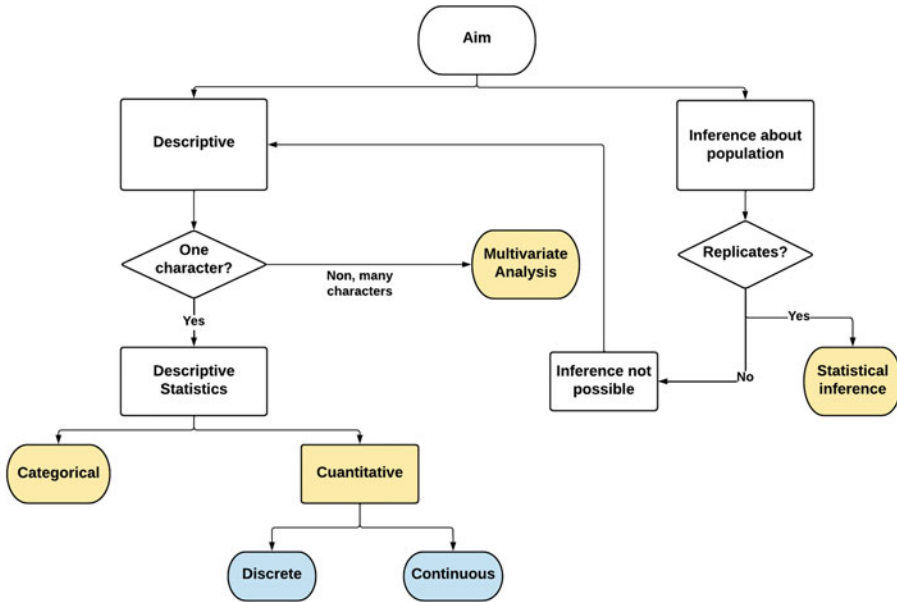 Aim
Descriptive
Inference about
population
One
character?
Non, many
characters
Multivariate
Analysis
Replicates?
Yes
Yes
Descriptive
Statistics
Inference not
possible
No
Statistical
inference
Categorical
Cuantitative
Discrete
Continuous